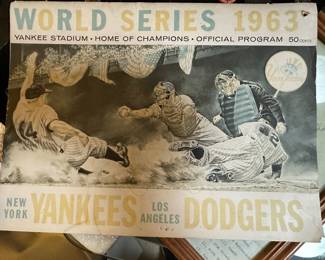 WORLD SERIES 1963
YANKEE STADIUM • HOME OF CHAMPIONS • OFFICIAL PROGRAM 50 CENTS
NEW YORK YANKEES LOS ANGELES DODGERS